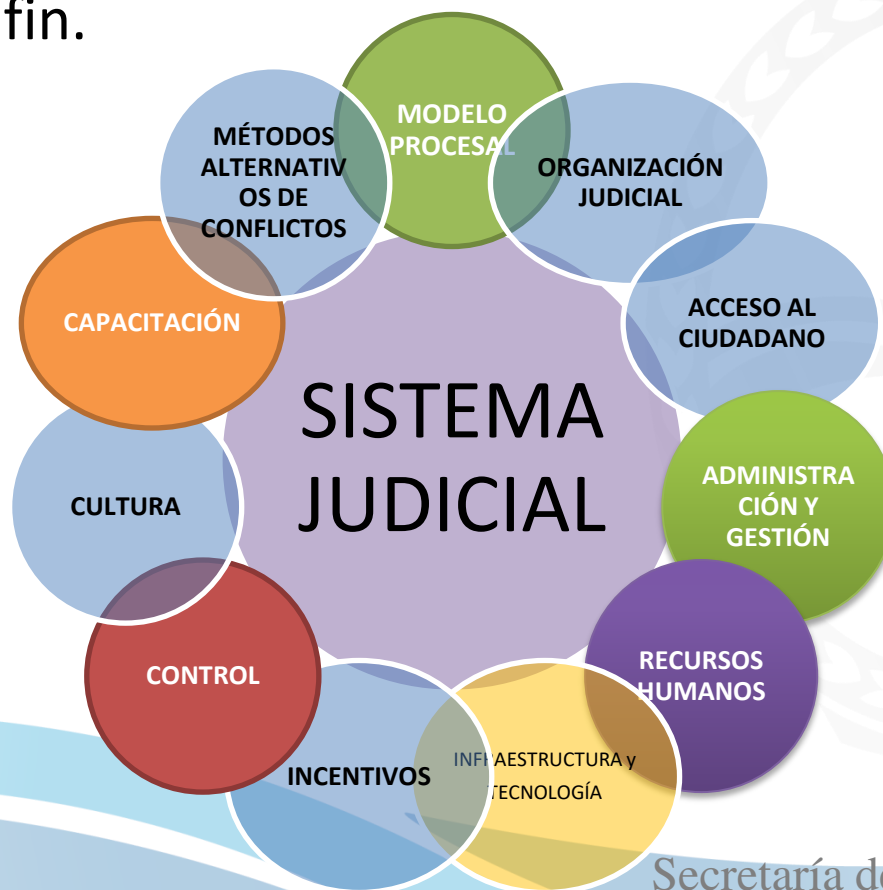 fin.
MODELO
PROCESAL
ORGANIZACIÓN
JUDICIAL
ACCESO AL
CIUDADANO
ADMINISTRA
CIÓN Y
GESTIÓN
RECURSOS
HUMANOS
INFRAESTRUCTURA y
TECNOLOGÍA
INCENTIVOS
CONTROL
CULTURA
CAPACITACIÓN
MÉTODOS
ALTERNATIV
OS DE
CONFLICTOS
SISTEMA
JUDICIAL
Secretaría de